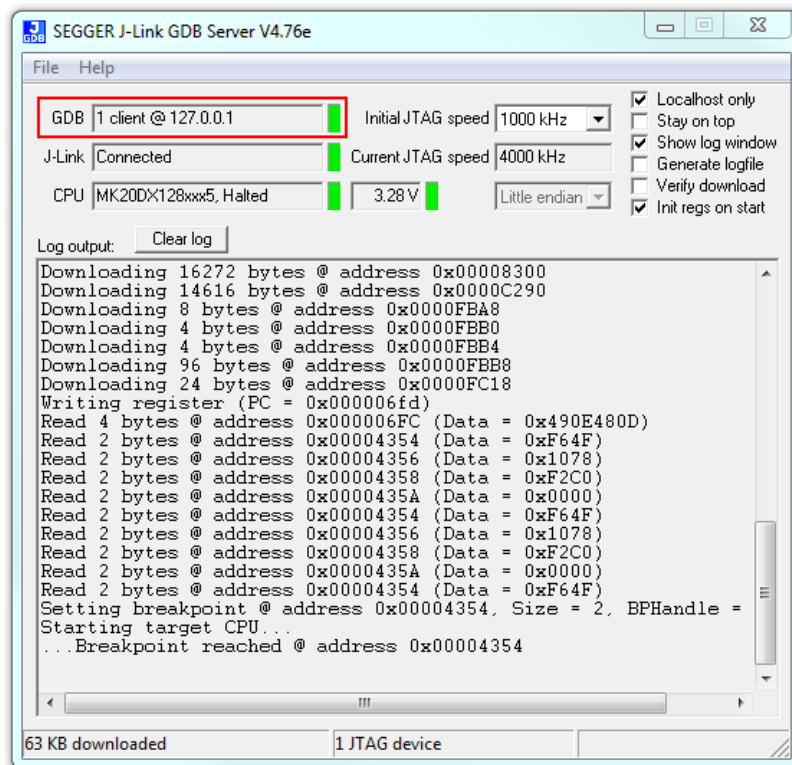 J GDB SEGGER J-Link GDB Server V4.76e
File Help
GDB 1 client @ 127.0.0.1 Initial JTAG speed 1000 kHz Localhost only
Stay on top
J-Link Connected Current JTAG speed 4000 kHz Show log window
Generate logfile
CPU MK20DX128xxx5, Halted 3.28 V Little endian Verify download
Init regs on start
Log output: Clear log
Downloading 16272 bytes @ address 0x00008300
Downloading 14616 bytes @ address 0x0000C290
Downloading 8 bytes @ address 0x0000FBA8
Downloading 4 bytes @ address 0x0000FBB0
Downloading 4 bytes @ address 0x0000FBB4
Downloading 96 bytes @ address 0x0000FBB8
Downloading 24 bytes @ address 0x0000FC18
Writing register (PC = 0x000006fd)
Read 4 bytes @ address 0x000006FC (Data = 0x490E480D)
Read 2 bytes @ address 0x00004354 (Data = 0xF64F)
Read 2 bytes @ address 0x00004356 (Data = 0x1078)
Read 2 bytes @ address 0x00004358 (Data = 0xF2C0)
Read 2 bytes @ address 0x0000435A (Data = 0x0000)
Read 2 bytes @ address 0x00004354 (Data = 0xF64F)
Read 2 bytes @ address 0x00004356 (Data = 0x1078)
Read 2 bytes @ address 0x00004358 (Data = 0xF2C0)
Read 2 bytes @ address 0x0000435A (Data = 0x0000)
Read 2 bytes @ address 0x00004354 (Data = 0xF64F)
Setting breakpoint @ address 0x00004354, Size = 2, BPHandle =
Starting target CPU...
...Breakpoint reached @ address 0x00004354
63 KB downloaded 1 JTAG device